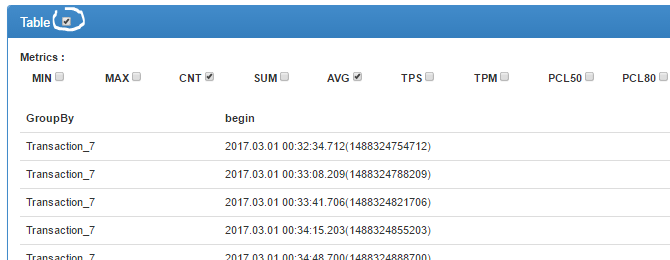 Table
Metrics :
MIN MAX CNT SUM AVG TPS TPM PCL50 PCL80
GroupBy begin
Transaction_7 2017.03.01 00:32:34.712(1488324754712)
Transaction_7 2017.03.01 00:33:08.209(1488324788209)
Transaction_7 2017.03.01 00:33:41.706(1488324821706)
Transaction_7 2017.03.01 00:34:15.203(1488324855203)
Transaction_7 2017.03.01 00:34:48.700(1488324888700)